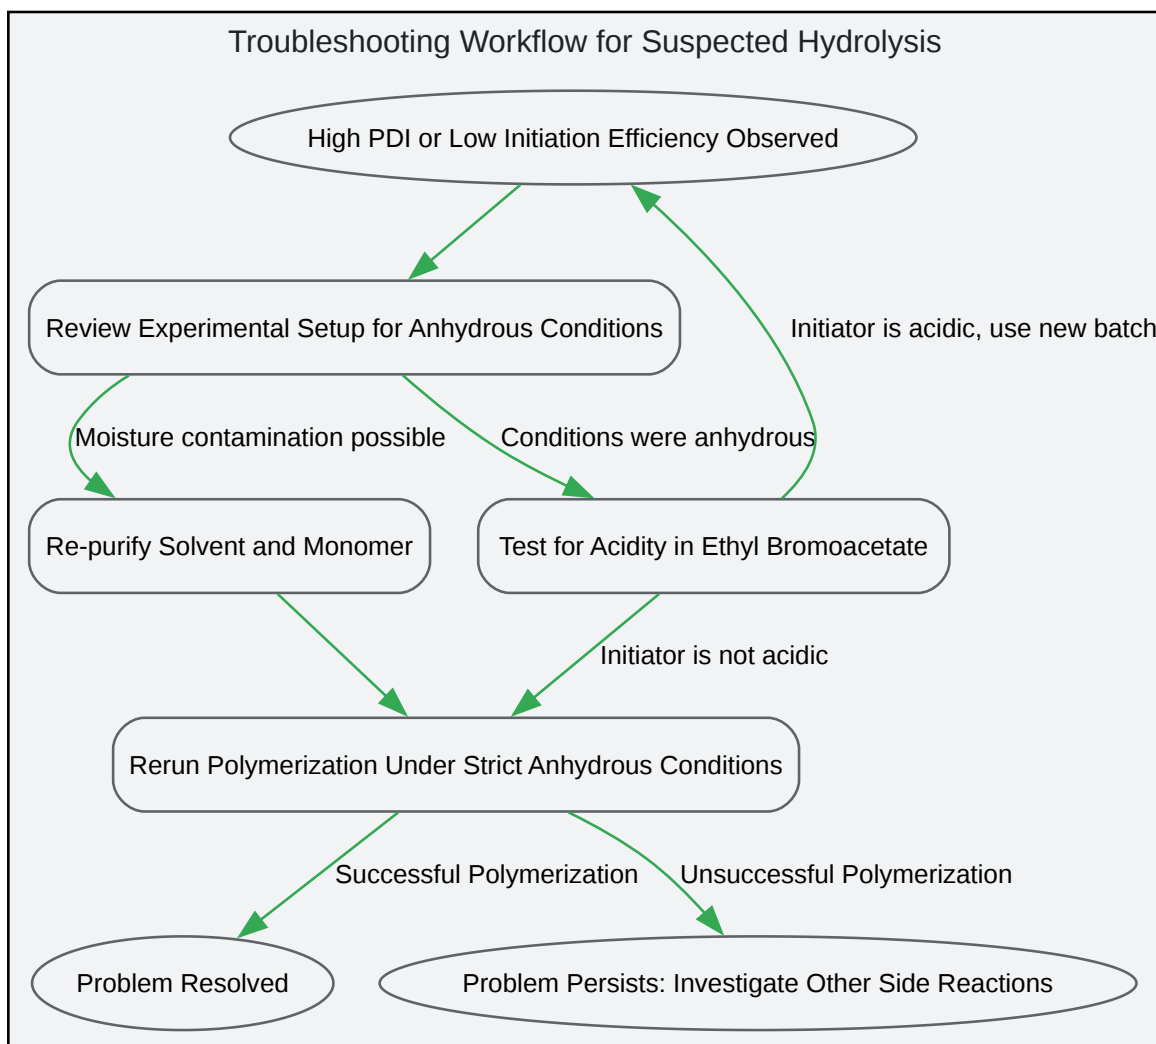 Troubleshooting Workflow for Suspected Hydrolysis
High PDI or Low Initiation Efficiency Observed
Review Experimental Setup for Anhydrous Conditions
Initiator is acidic, use new batch
Moisture contamination possible
Conditions were anhydrous
Re-purify Solvent and Monomer
Test for Acidity in Ethyl Bromoacetate
Initiator is not acidic
Rerun Polymerization Under Strict Anhydrous Conditions
Successful Polymerization
Unsuccessful Polymerization
Problem Resolved
Problem Persists: Investigate Other Side Reactions